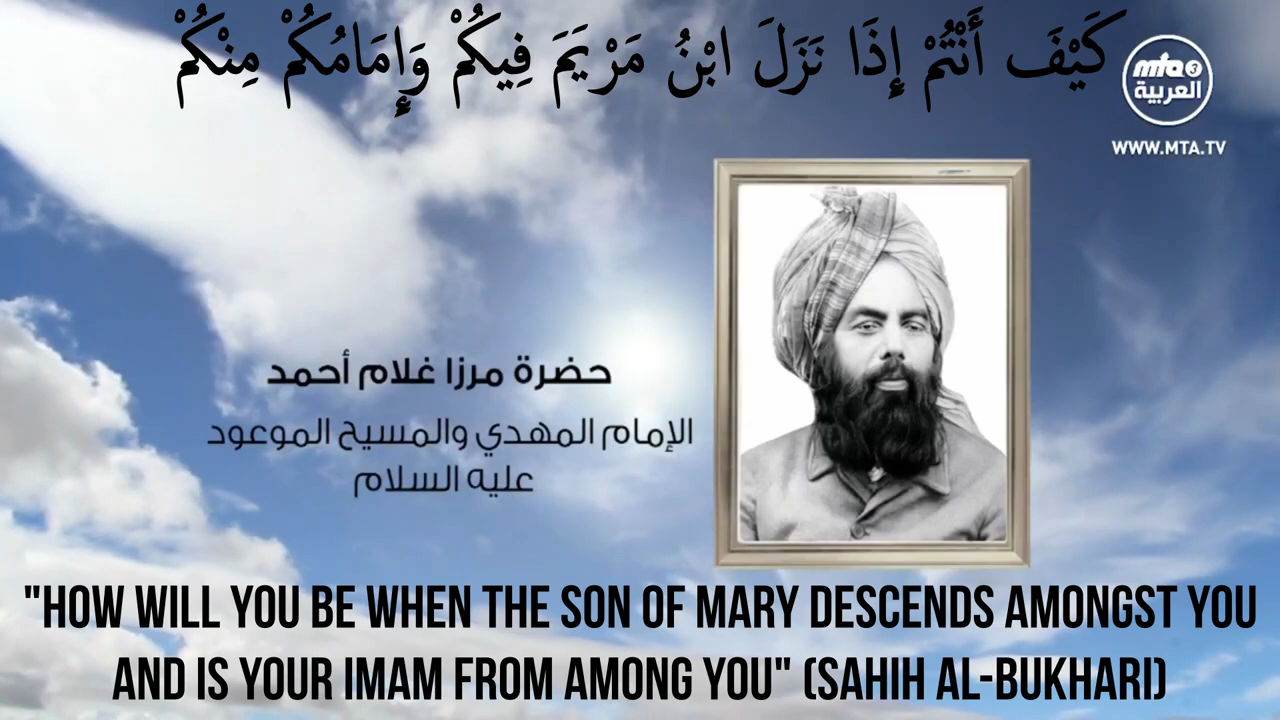 كَيْفَ أَنْتُمْ إِذَا نَزَلَ ابْنُ مَرْيَمَ فِيكُمْ وَإِمَامُكُمْ مِنْكُمْ
mta3
العربية
WWW.MTA.TV
حضرة مرزا غلام أحمد
الإمام المهدي والمسيح الموعود
عليه السلام
"HOW WILL YOU BE WHEN THE SON OF MARY DESCENDS AMONGST YOU
AND IS YOUR IMAM FROM AMONG YOU" (SAHIH AL-BUKHARI)